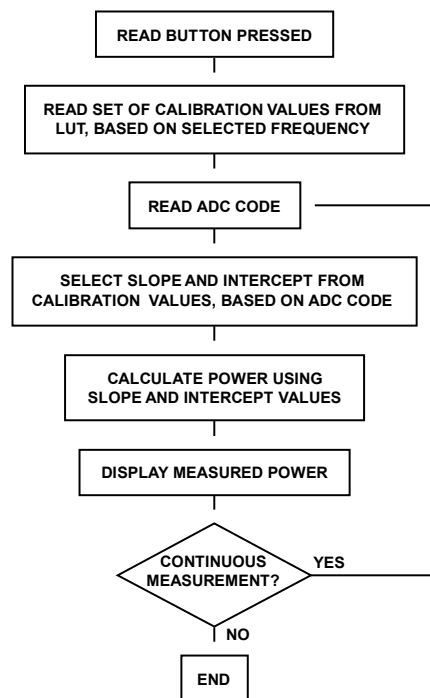 READ BUTTON PRESSED
READ SET OF CALIBRATION VALUES FROM
LUT, BASED ON SELECTED FREQUENCY
READ ADC CODE
SELECT SLOPE AND INTERCEPT FROM
CALIBRATION VALUES, BASED ON ADC CODE
CALCULATE POWER USING
SLOPE AND INTERCEPT VALUES
DISPLAY MEASURED POWER
CONTINUOUS
MEASUREMENT?
YES
NO
END